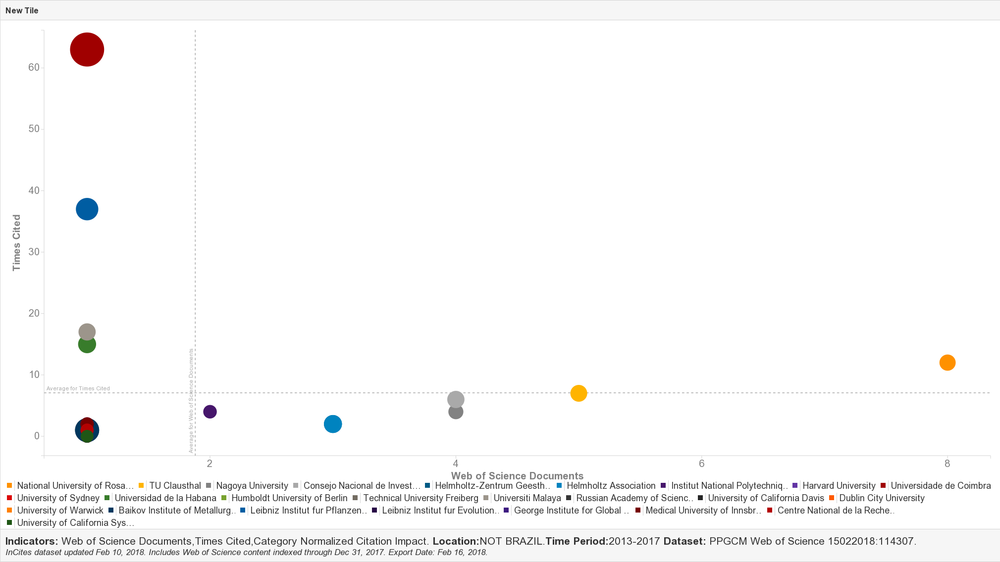 New Tile
60
50
40
30
20
10
0
Times Cited
Average for Times Cited
Average for Web of Science Documents
2 4 6 8
Web of Science Documents
National University of Rosa... TU Clausthal Nagoya University Consejo Nacional de Invest... Helmholtz-Zentrum Geesth.. Helmholtz Association Institut National Polytechniq.. Harvard University Universidade de Coimbra
University of Sydney Universidad de la Habana Humboldt University of Berlin Technical University Freiberg Universiti Malaya Russian Academy of Scienc.. University of California Davis Dublin City University
University of Warwick Baikov Institute of Metallurg.. Leibniz Institut fur Pflanzen.. Leibniz Institut fur Evolution.. George Institute for Global .. Medical University of Innsbr.. Centre National de la Reche..
University of California Sys...
Indicators: Web of Science Documents,Times Cited,Category Normalized Citation Impact. Location:NOT BRAZIL.Time Period:2013-2017 Dataset: PPGCM Web of Science 15022018:114307.
InCites dataset updated Feb 10, 2018. Includes Web of Science content indexed through Dec 31, 2017. Export Date: Feb 16, 2018.